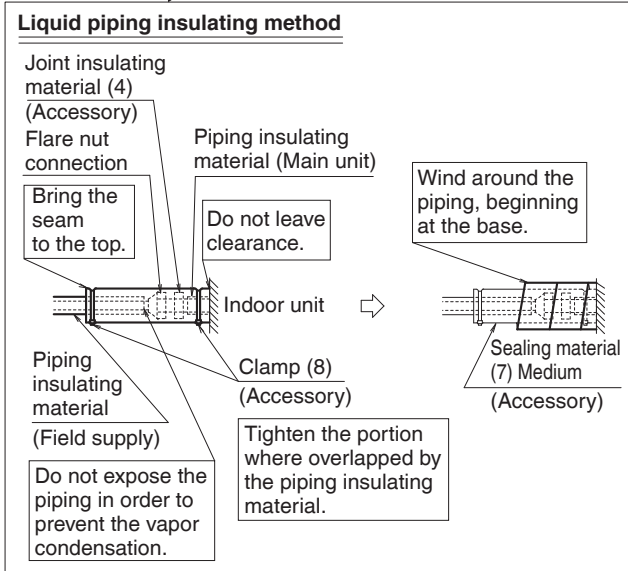 Liquid piping insulating method
Joint insulating
material (4)
(Accessory)
Flare nut
connection
Piping insulating
material (Main unit)
Bring the
seam
to the top.
Do not leave
clearance.
Wind around the
piping, beginning
at the base.
Indoor unit
Piping
insulating
material
(Field supply)
Clamp (8)
(Accessory)
Sealing material
(7) Medium
(Accessory)
Do not expose the
piping in order to
prevent the vapor
condensation.
Tighten the portion
where overlapped by
the piping insulating
material.